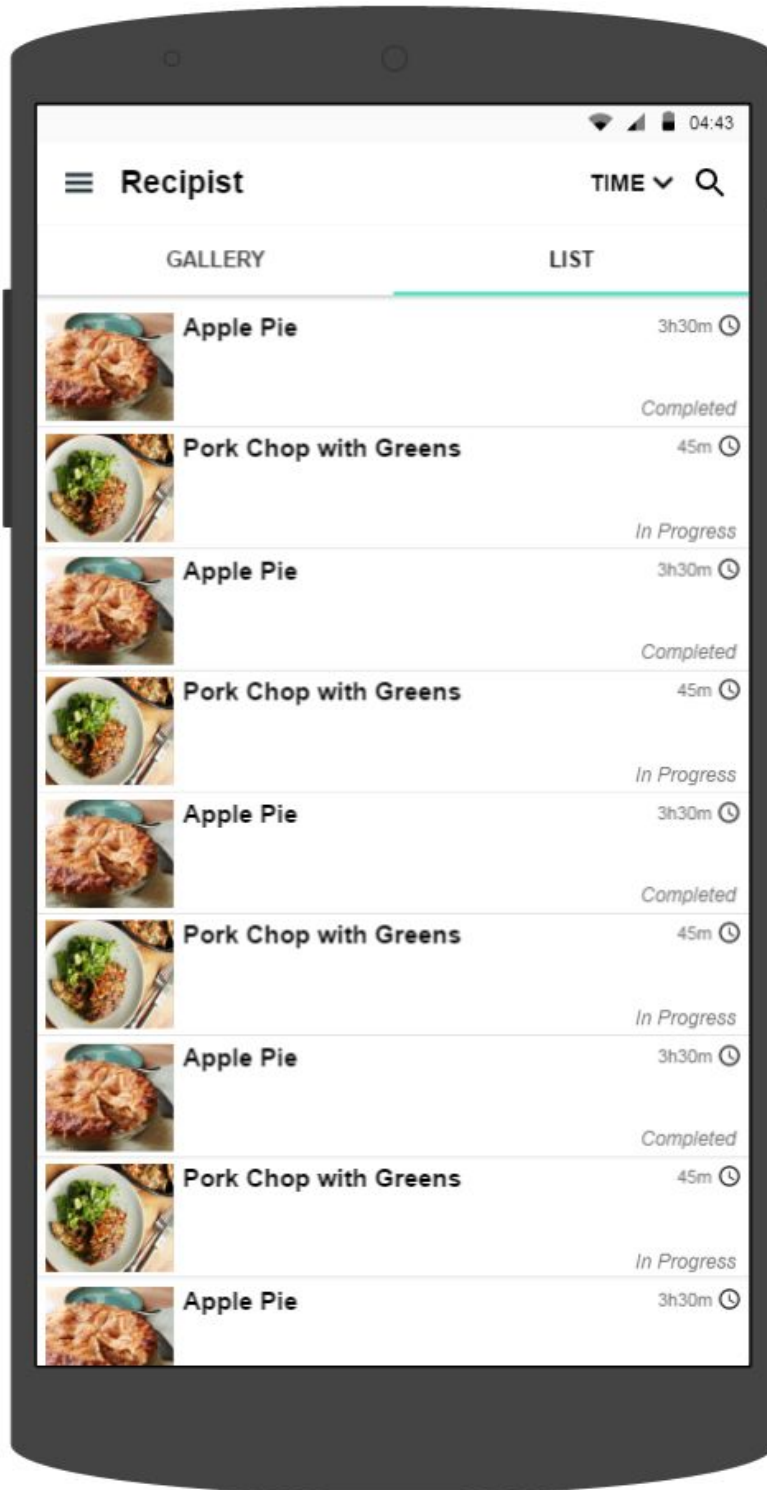 04:43
Recipist TIME
GALLERY LIST
Apple Pie 3h30m
Completed
Pork Chop with Greens 45m
In Progress
Apple Pie 3h30m
Completed
Pork Chop with Greens 45m
In Progress
Apple Pie 3h30m
Completed
Pork Chop with Greens 45m
In Progress
Apple Pie 3h30m
Completed
Pork Chop with Greens 45m
In Progress
Apple Pie 3h30m